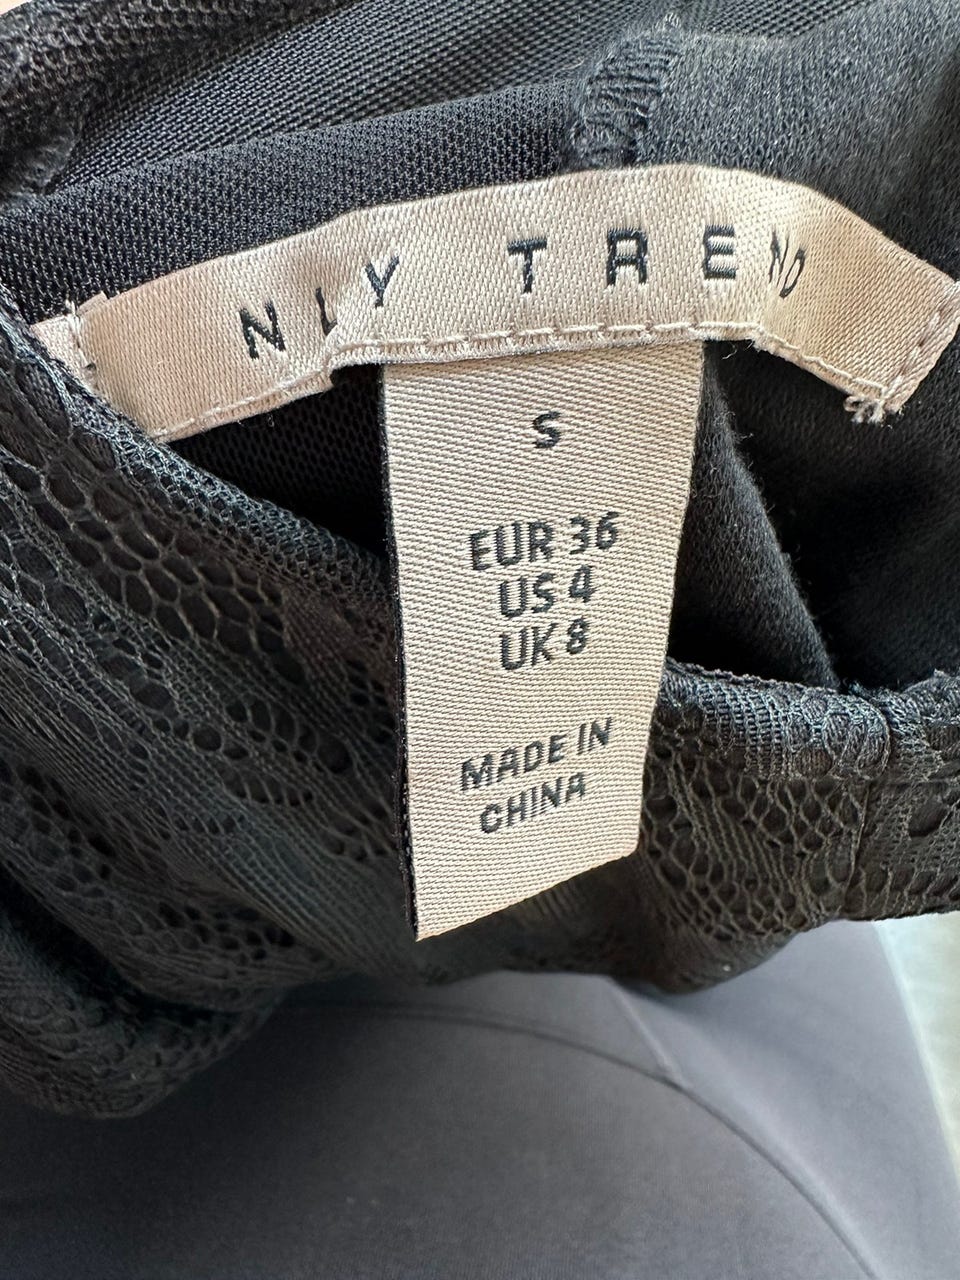 NLY TREND
S
EUR 36
US 4
UK 8
MADE IN
CHINA